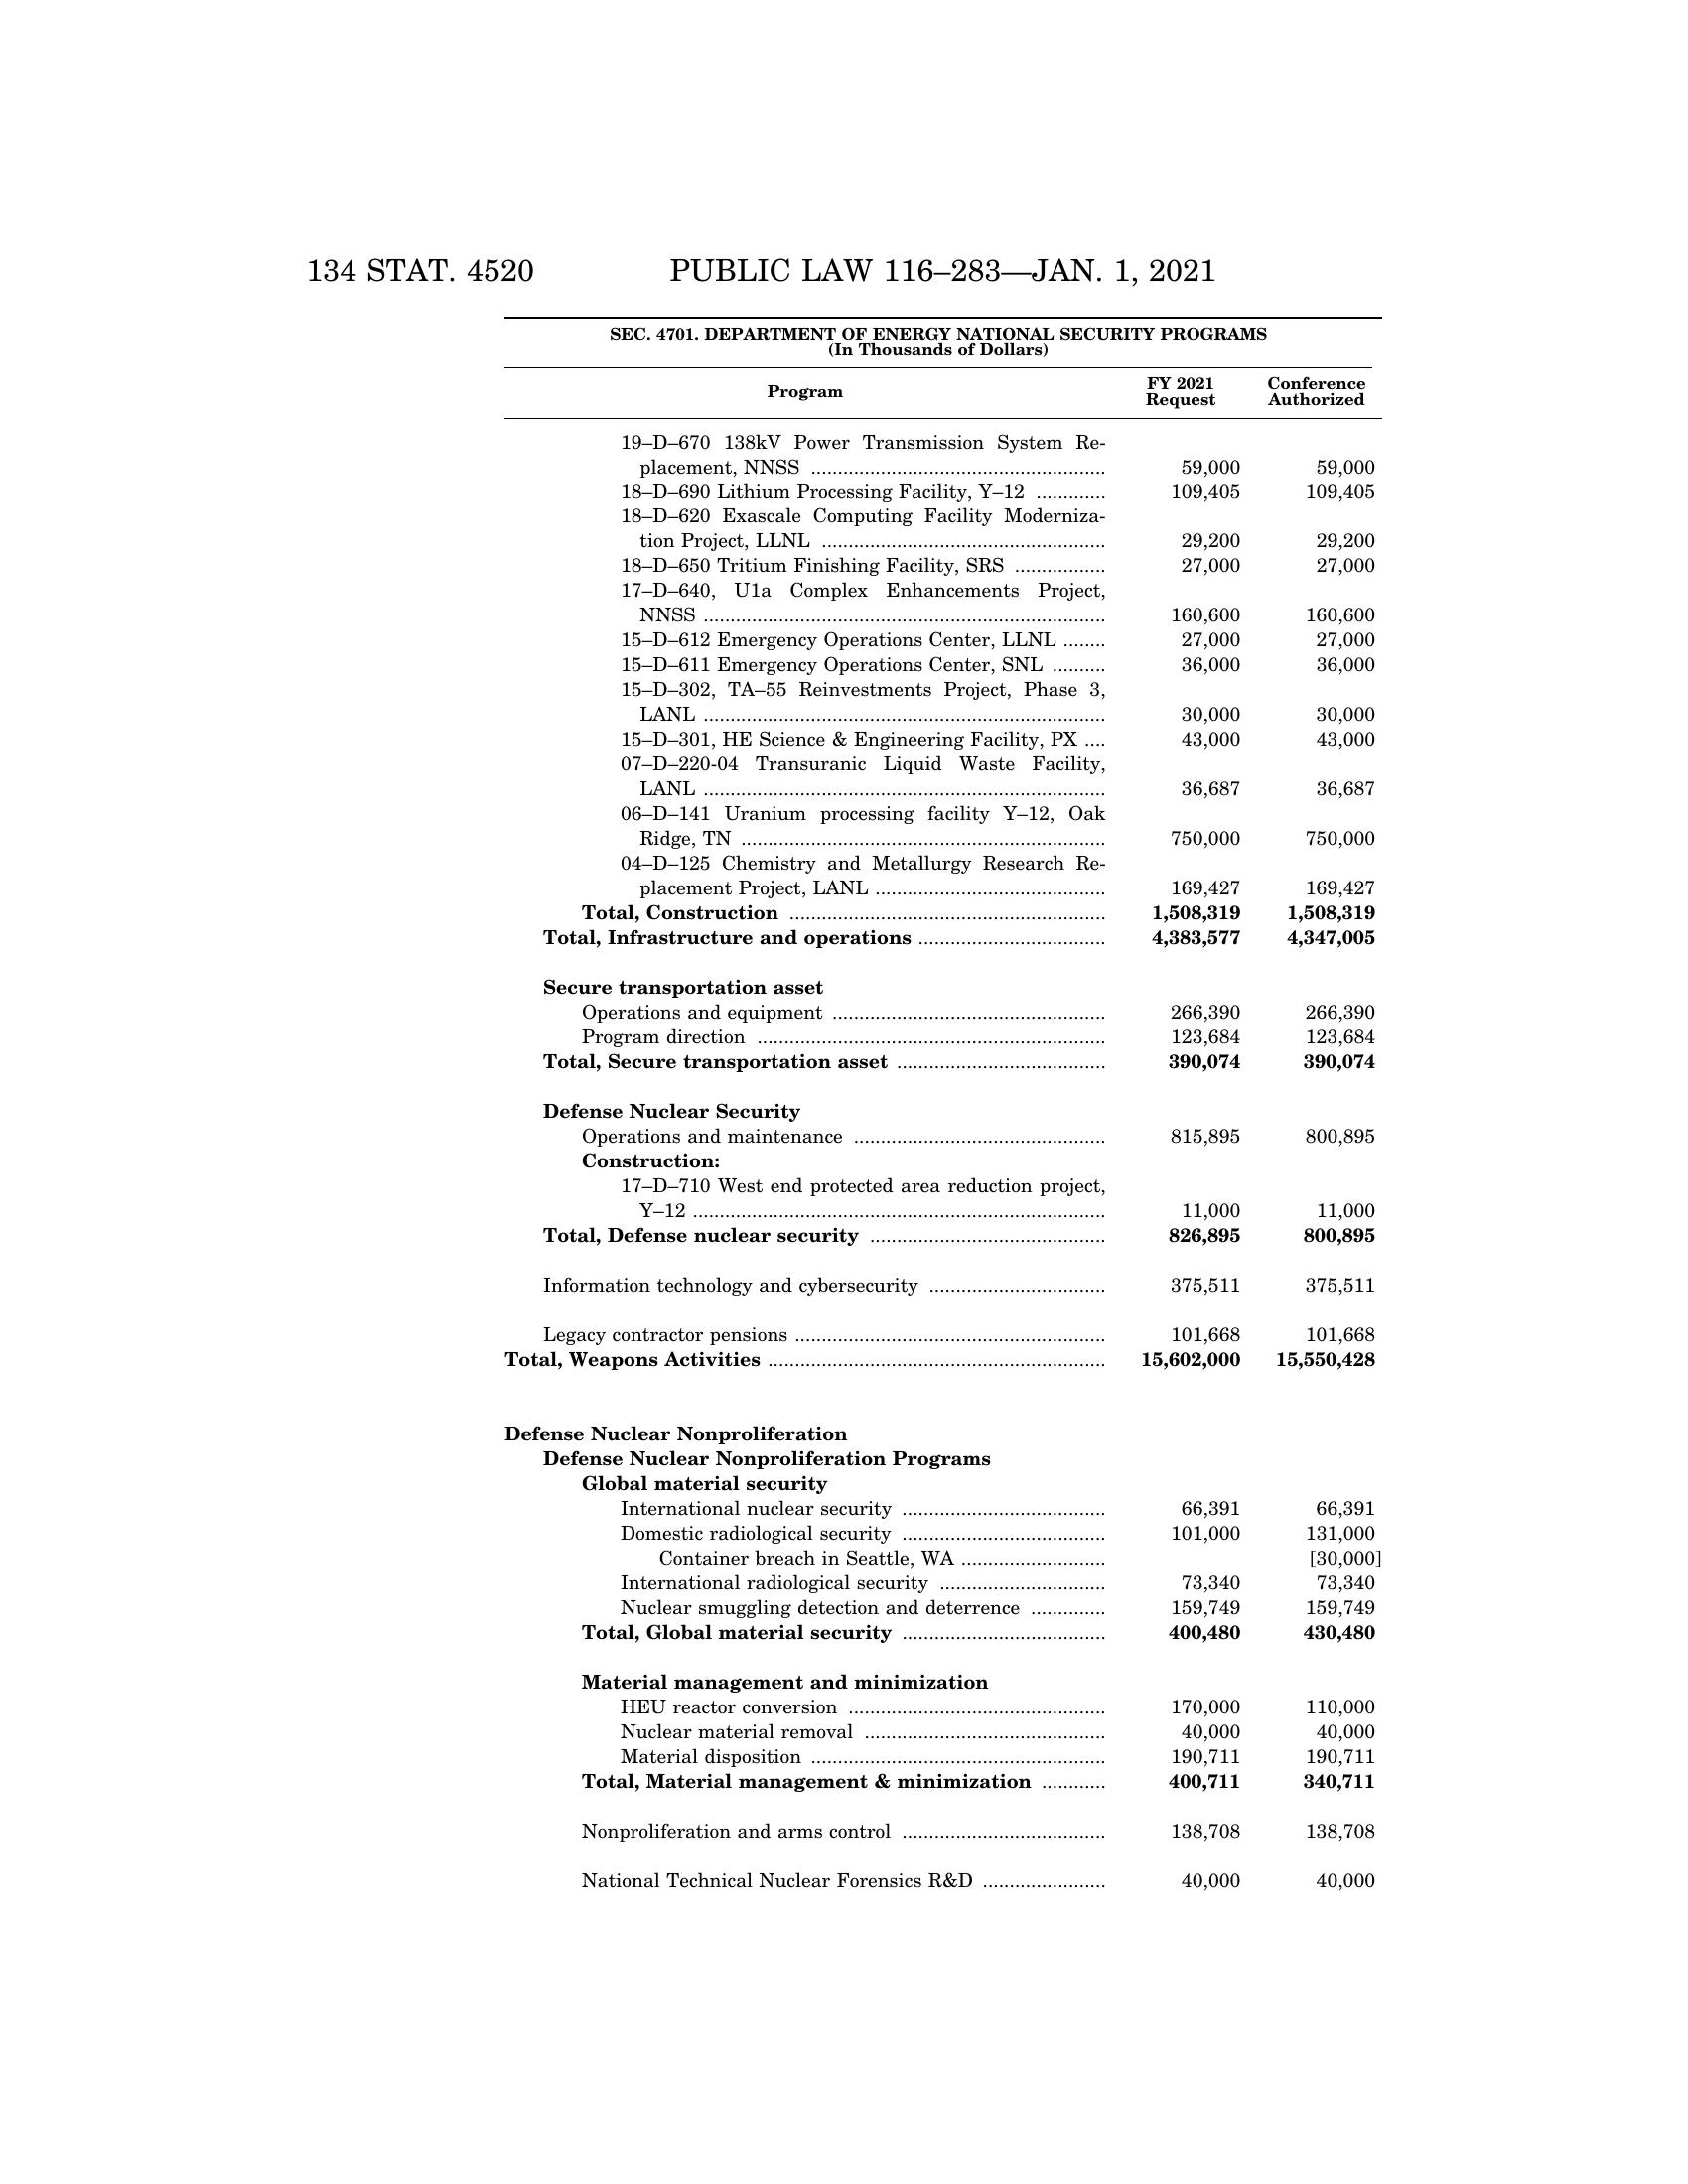 134 STAT. 4520 PUBLIC LAW 116–283—JAN. 1, 2021
SEC. 4701. DEPARTMENT OF ENERGY NATIONAL SECURITY PROGRAMS
(In Thousands of Dollars)
Program FY 2021 Request Conference Authorized
19–D–670 138kV Power Transmission System Re-
placement, NNSS .................... 59,000 59,000
18–D–690 Lithium Processing Facility, Y–12 ............. 109,405 109,405
18–D–620 Exascale Computing Facility Moderniza-
tion Project, LLNL .................... 29,200 29,200
18–D–650 Tritium Finishing Facility, SRS ................. 27,000 27,000
17–D–640, U1a Complex Enhancements Project,
NNSS .................... 160,600 160,600
15–D–612 Emergency Operations Center, LLNL ........ 27,000 27,000
15–D–611 Emergency Operations Center, SNL .......... 36,000 36,000
15–D–302, TA–55 Reinvestments Project, Phase 3,
LANL .................... 30,000 30,000
15–D–301, HE Science & Engineering Facility, PX .... 43,000 43,000
07–D–220-04 Transuranic Liquid Waste Facility,
LANL .................... 36,687 36,687
06–D–141 Uranium processing facility Y–12, Oak
Ridge, TN .................... 750,000 750,000
04–D–125 Chemistry and Metallurgy Research Re-
placement Project, LANL .................... 169,427 169,427
Total, Construction .................... 1,508,319 1,508,319
Total, Infrastructure and operations .................... 4,383,577 4,347,005
Secure transportation asset
Operations and equipment .................... 266,390 266,390
Program direction .................... 123,684 123,684
Total, Secure transportation asset .................... 390,074 390,074
Defense Nuclear Security
Operations and maintenance .................... 815,895 800,895
Construction:
17–D–710 West end protected area reduction project,
Y–12 .................... 11,000 11,000
Total, Defense nuclear security .................... 826,895 800,895
Information technology and cybersecurity .................... 375,511 375,511
Legacy contractor pensions .................... 101,668 101,668
Total, Weapons Activities .................... 15,602,000 15,550,428
Defense Nuclear Nonproliferation
Defense Nuclear Nonproliferation Programs
Global material security
International nuclear security .................... 66,391 66,391
Domestic radiological security .................... 101,000 131,000
Container breach in Seattle, WA .................... [30,000]
International radiological security .................... 73,340 73,340
Nuclear smuggling detection and deterrence .............. 159,749 159,749
Total, Global material security .................... 400,480 430,480
Material management and minimization
HEU reactor conversion .................... 170,000 110,000
Nuclear material removal .................... 40,000 40,000
Material disposition .................... 190,711 190,711
Total, Material management & minimization ............ 400,711 340,711
Nonproliferation and arms control .................... 138,708 138,708
National Technical Nuclear Forensics R&D .................... 40,000 40,000